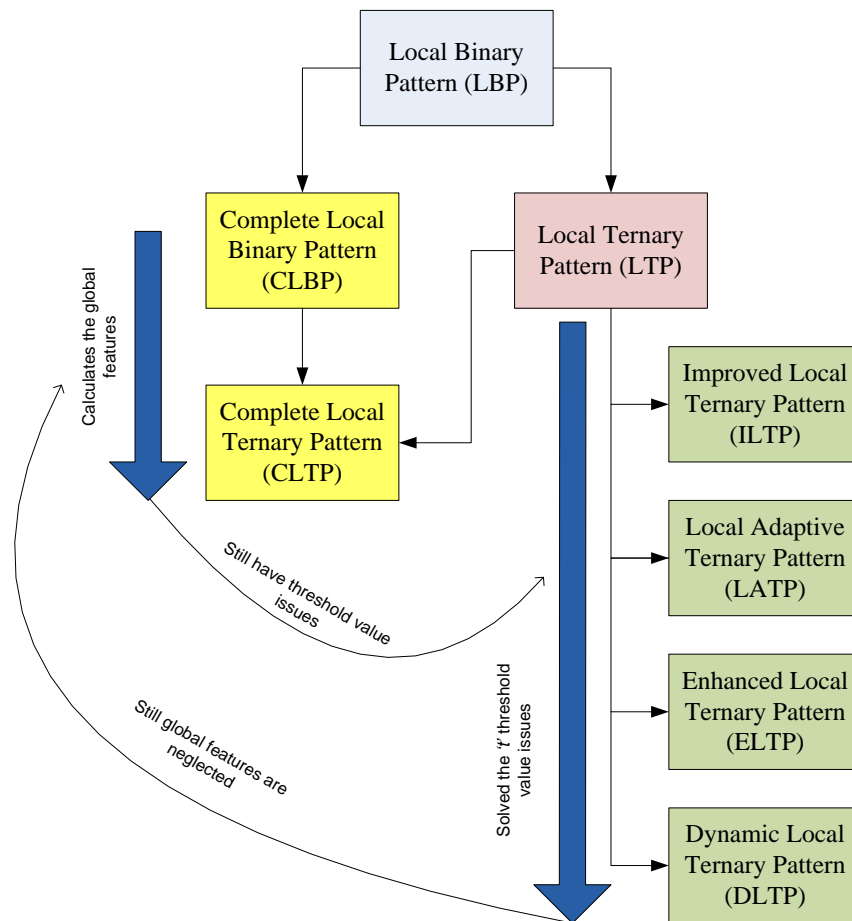 Local Binary
Pattern (LBP)
Complete Local
Binary Pattern
(CLBP)
Local Ternary
Pattern (LTP)
Calculates the global
features
Complete Local
Ternary Pattern
(CLTP)
Improved Local
Ternary Pattern
(ILTP)
Local Adaptive
Ternary Pattern
(LATP)
Still have threshold value
issues
Enhanced Local
Ternary Pattern
(ELTP)
Still global features are
neglected
Solved the ‘t’ threshold
value issues
Dynamic Local
Ternary Pattern
(DLTP)